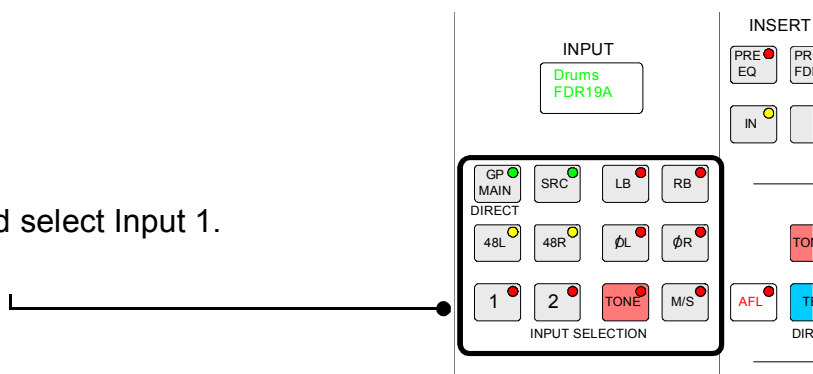 INSERT
INPUT
Drums
FDR19A
PRE
EQ
IN
GP
MAIN
SRC
LB
RB
DIRECT
select Input 1.
48L
48R
ØL
ØR
1
2
TONE
M/S
AFL
INPUT SELECTION